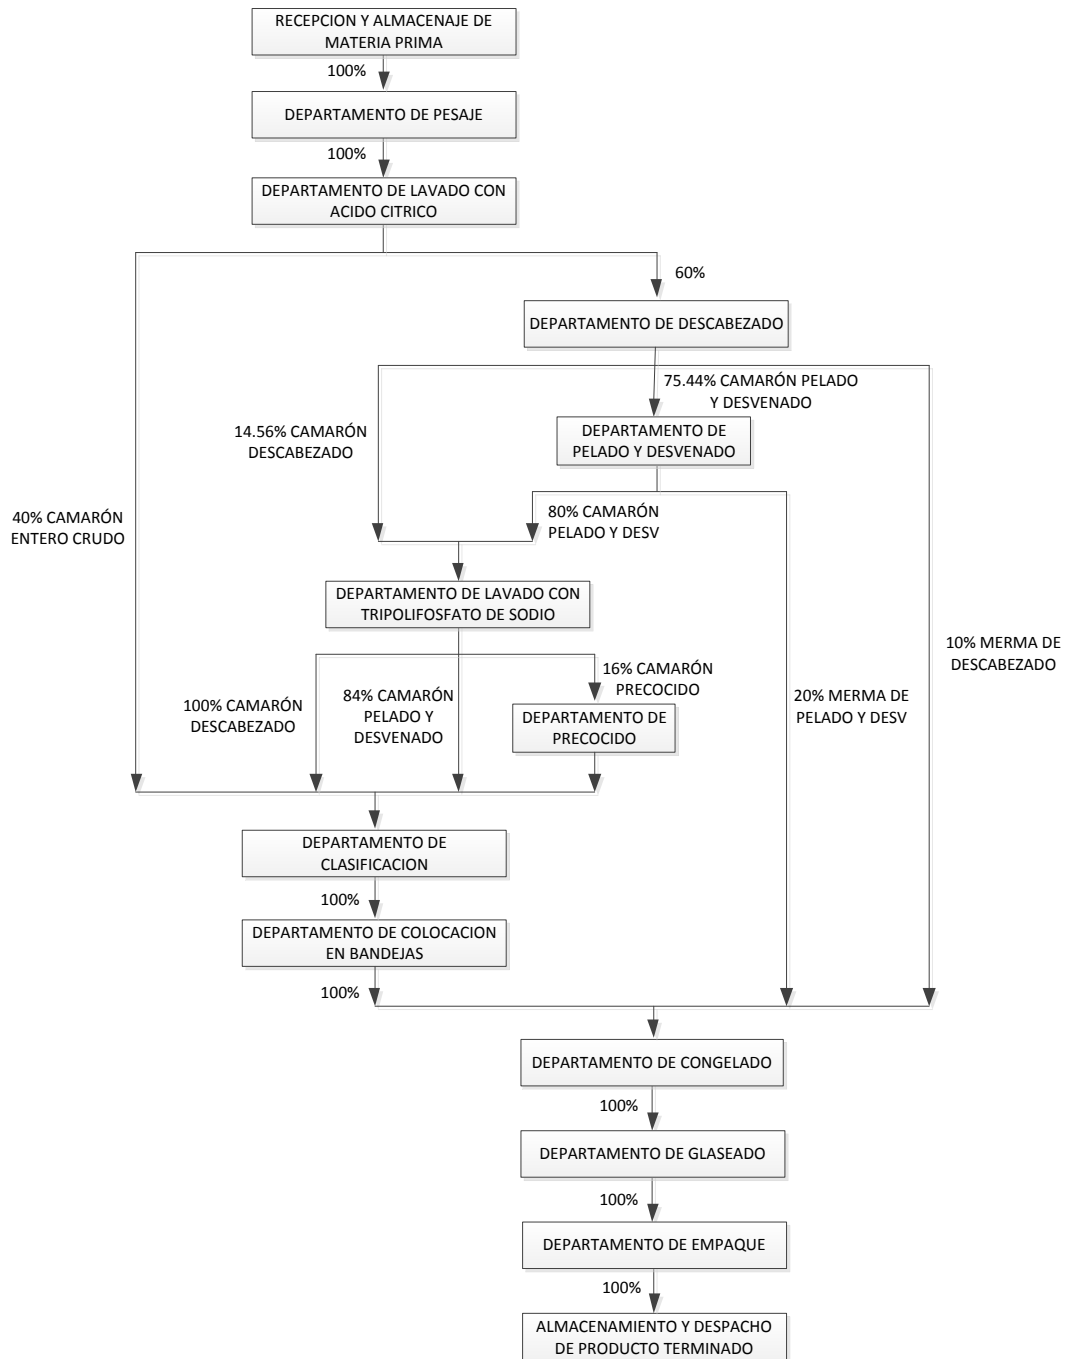 RECEPCION Y ALMACENAJE DE
MATERIA PRIMA
100%
DEPARTAMENTO DE PESAJE
100%
DEPARTAMENTO DE LAVADO CON
ACIDO CITRICO
60%
DEPARTAMENTO DE DESCABEZADO
75.44% CAMARÓN PELADO
Y DESVENADO
14.56% CAMARÓN
DESCABEZADO
DEPARTAMENTO DE
PELADO Y DESVENADO
40% CAMARÓN
ENTERO CRUDO
80% CAMARÓN
PELADO Y DESV
DEPARTAMENTO DE LAVADO CON
TRIPOLIFOSFATO DE SODIO
10% MERMA DE
DESCABEZADO
16% CAMARÓN
PRECOCIDO
100% CAMARÓN
DESCABEZADO
84% CAMARÓN
PELADO Y
DESVENADO
20% MERMA DE
PELADO Y DESV
DEPARTAMENTO DE
PRECOCIDO
DEPARTAMENTO DE
CLASIFICACION
100%
DEPARTAMENTO DE COLOCACION
EN BANDEJAS
100%
DEPARTAMENTO DE CONGELADO
100%
DEPARTAMENTO DE GLASEADO
100%
DEPARTAMENTO DE EMPAQUE
100%
ALMACENAMIENTO Y DESPACHO
DE PRODUCTO TERMINADO